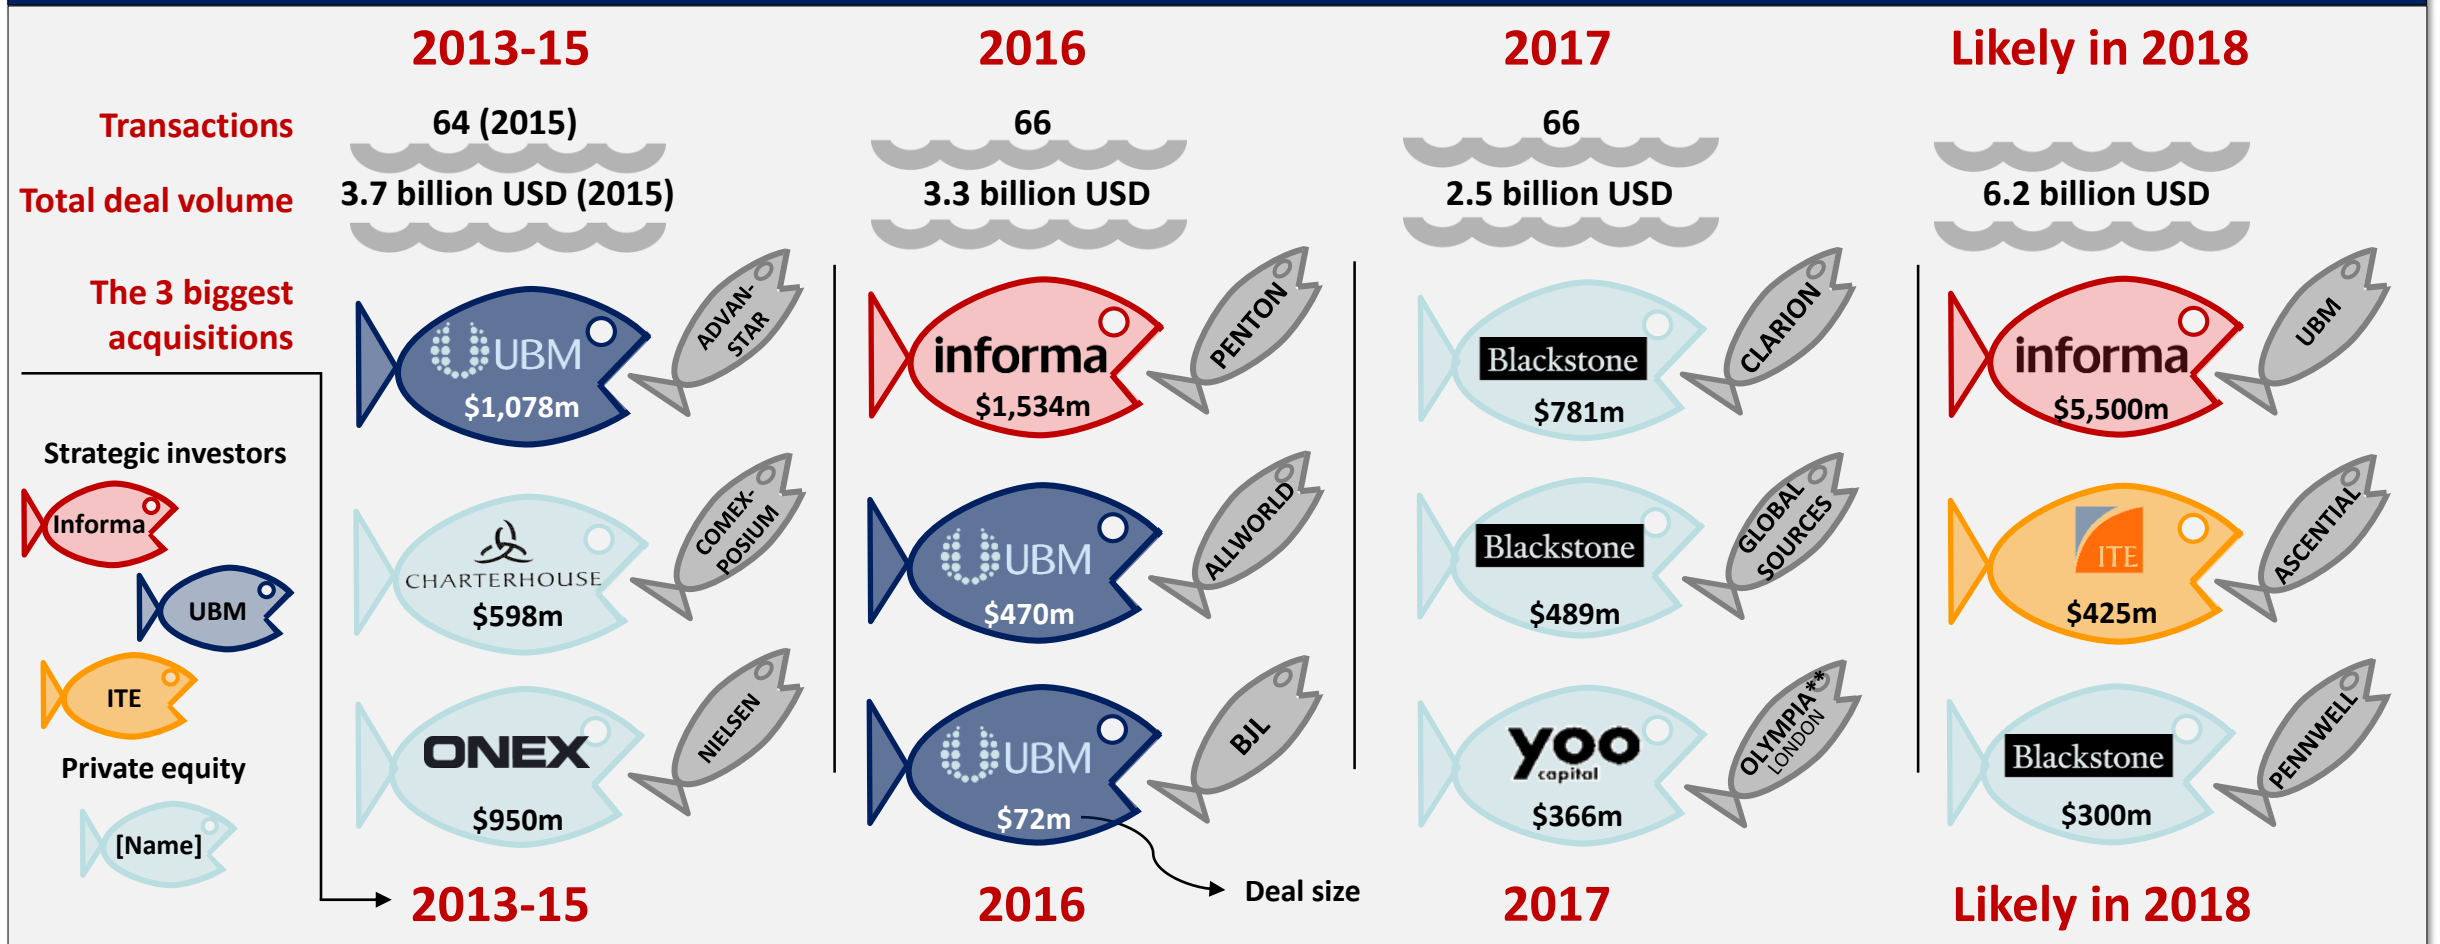 2013-15
2016
2017
Likely in 2018
Transactions
64 (2015)
66
66
Total deal volume
3.7 billion USD (2015)
3.3 billion USD
2.5 billion USD
6.2 billion USD
The 3 biggest
acquisitions
UBM
$1,078m
ADVAN-
STAR
informa
$1,534m
PENTON
Blackstone
$781m
CLARION
informa
$5,500m
UBM
Strategic investors
Informa
UBM
ITE
Private equity
[Name]
CHARTERHOUSE
$598m
COMEX-
POSIUM
UBM
$470m
ALLWORLD
Blackstone
$489m
GLOBAL
SOURCES
ITE
$425m
ASCENTIAL
ONEX
$950m
NIELSEN
UBM
$72m
BJL
yoo
capital
$366m
OLYMPIA**
LONDON
Blackstone
$300m
PENNWELL
Deal size
2013-15
2016
2017
Likely in 2018